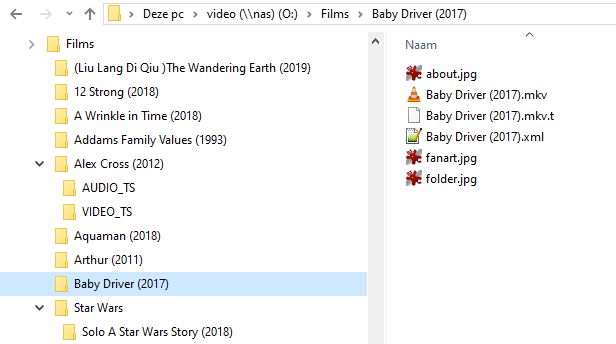 Deze pc > video (\\nas) (O:) > Films > Baby Driver (2017) >
Films
(Liu Lang Di Qiu )The Wandering Earth (2019)
12 Strong (2018)
A Wrinkle in Time (2018)
Addams Family Values (1993)
Alex Cross (2012)
AUDIO_TS
VIDEO_TS
Aquaman (2018)
Arthur (2011)
Baby Driver (2017)
Star Wars
Solo A Star Wars Story (2018)
Naam
about.jpg
Baby Driver (2017).mkv
Baby Driver (2017).mkv.t
Baby Driver (2017).xml
fanart.jpg
folder.jpg